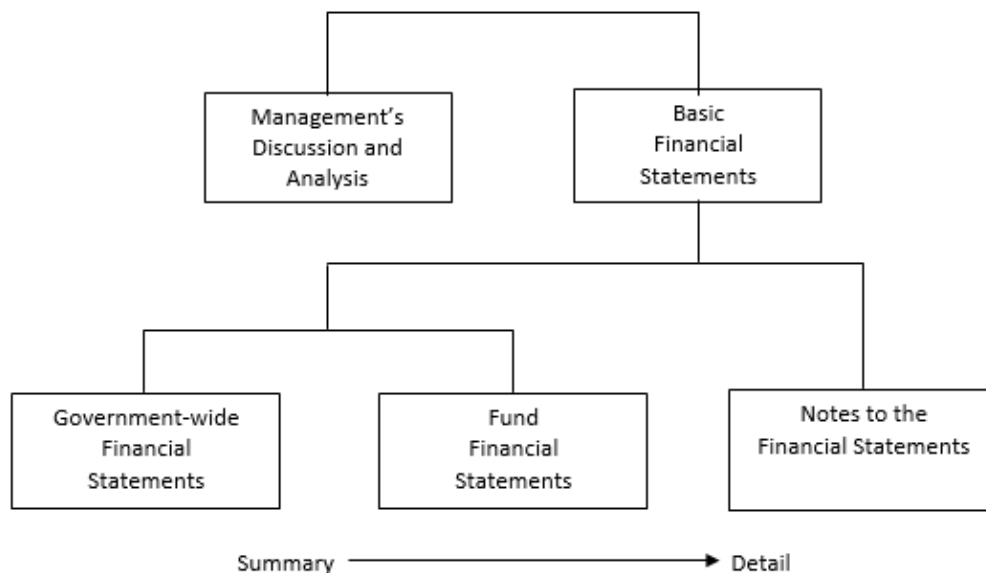 Management’s
Discussion and
Analysis
Basic
Financial
Statements
Government-wide
Financial
Statements
Fund
Financial
Statements
Notes to the
Financial Statements
Summary
Detail